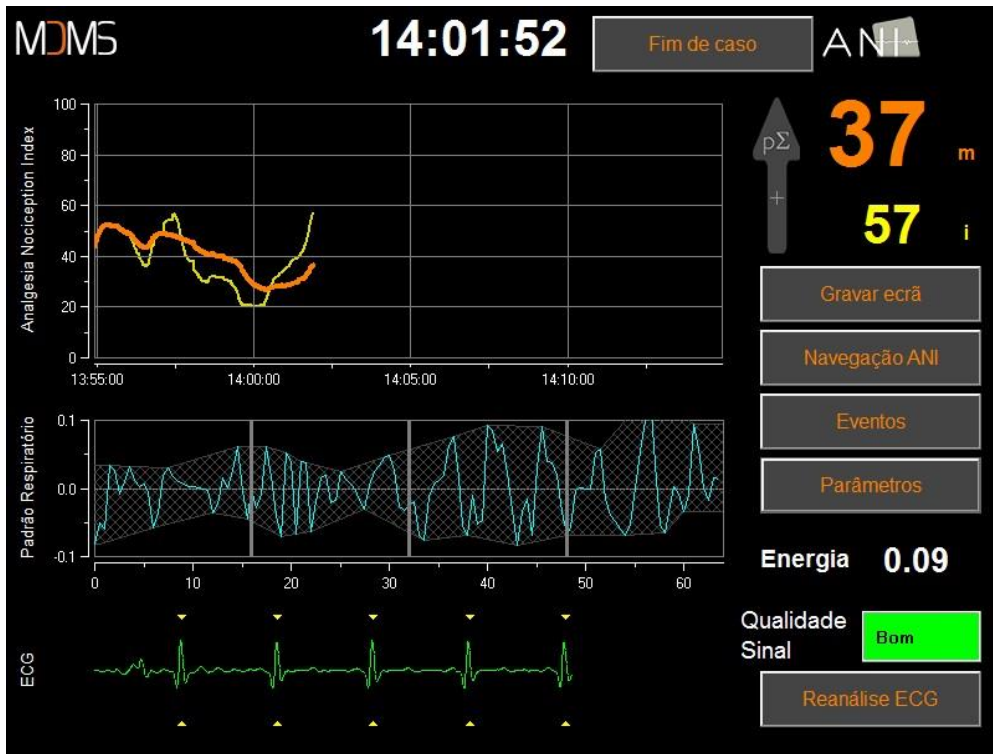 MDMS
14:01:52
Fim de caso
ANI
Analgesia Nociception Index
100
80
60
40
20
0
13:55:00
14:00:00
14:05:00
14:10:00
pΣ
+
37 m
57 i
Gravar ecrã
Navegação ANI
Eventos
Parâmetros
Padrão Respiratório
0.1
0.0
-0.1
0
10
20
30
40
50
60
Energia 0.09
ECG
Qualidade
Sinal
Bom
Reanálise ECG